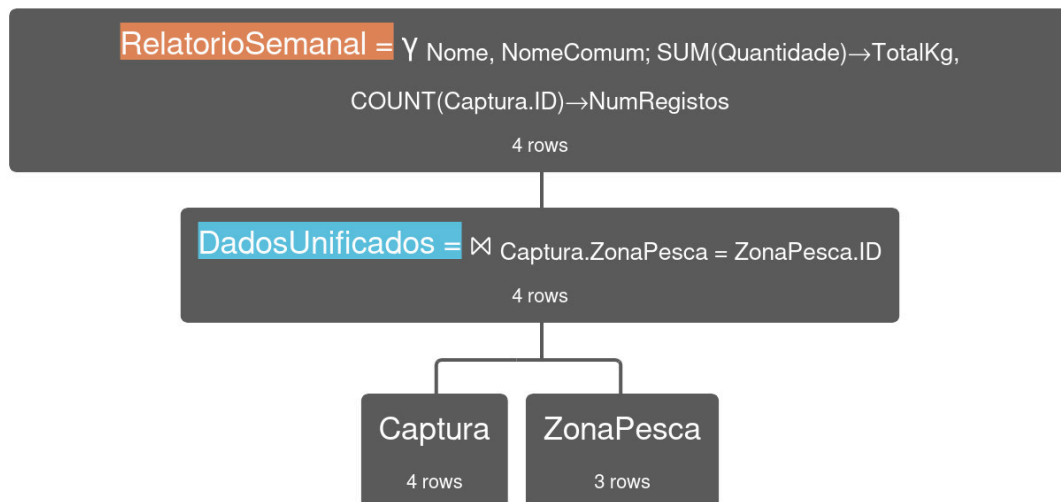 RelatorioSemanal = γ Nome, NomeComum; SUM(Quantidade)→TotalKg,
COUNT(Captura.ID)→NumRegistos
4 rows
DadosUnificados = ⋈ Captura.ZonaPesca = ZonaPesca.ID
4 rows
Captura
4 rows
ZonaPesca
3 rows